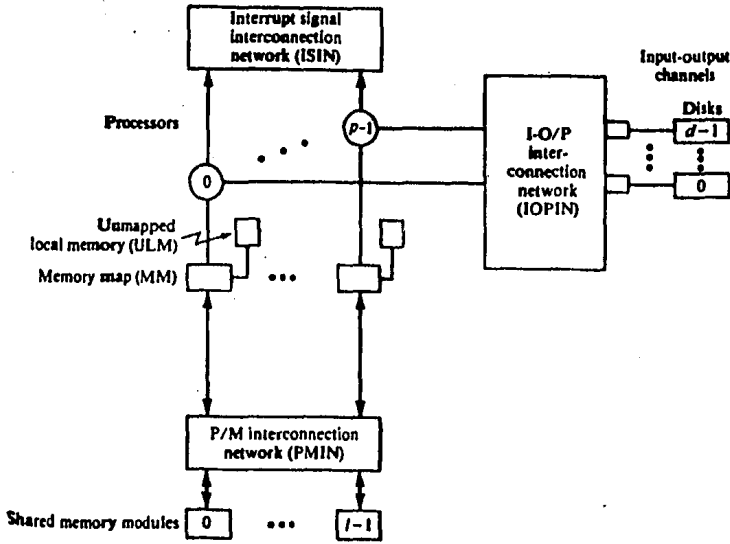 Interrupt signal
interconnection
network (ISIN)
Input-output
channels
Processors
Disks
p-1
I-O/P
inter-
connection
network
(IOPIN)
d-1
0
0
Unmapped
local memory (ULM)
Memory map (MM)
P/M interconnection
network (PMIN)
Shared memory modules
0
l-1